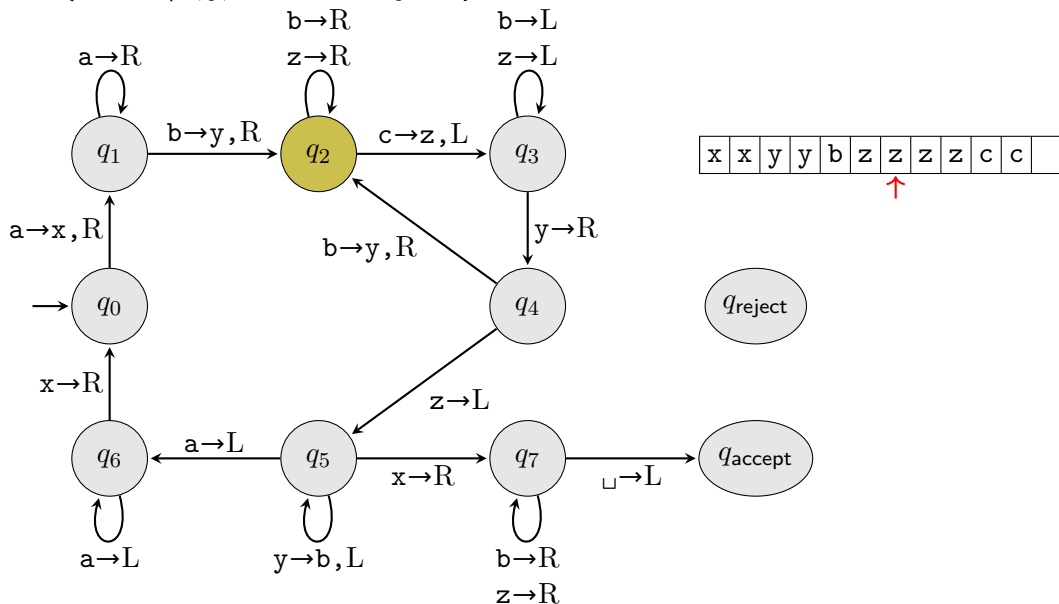 b→R
b→L
a→R
z→R
z→L
b→y,R
c→z,L
q1
q2
q3
x x y y b z z z z c c
↑
a→x,R
b→y,R
y→R
q0
q4
qreject
x→R
z→L
a→L
q6
q5
q7
qaccept
x→R
␣→L
a→L
y→b,L
b→R
z→R